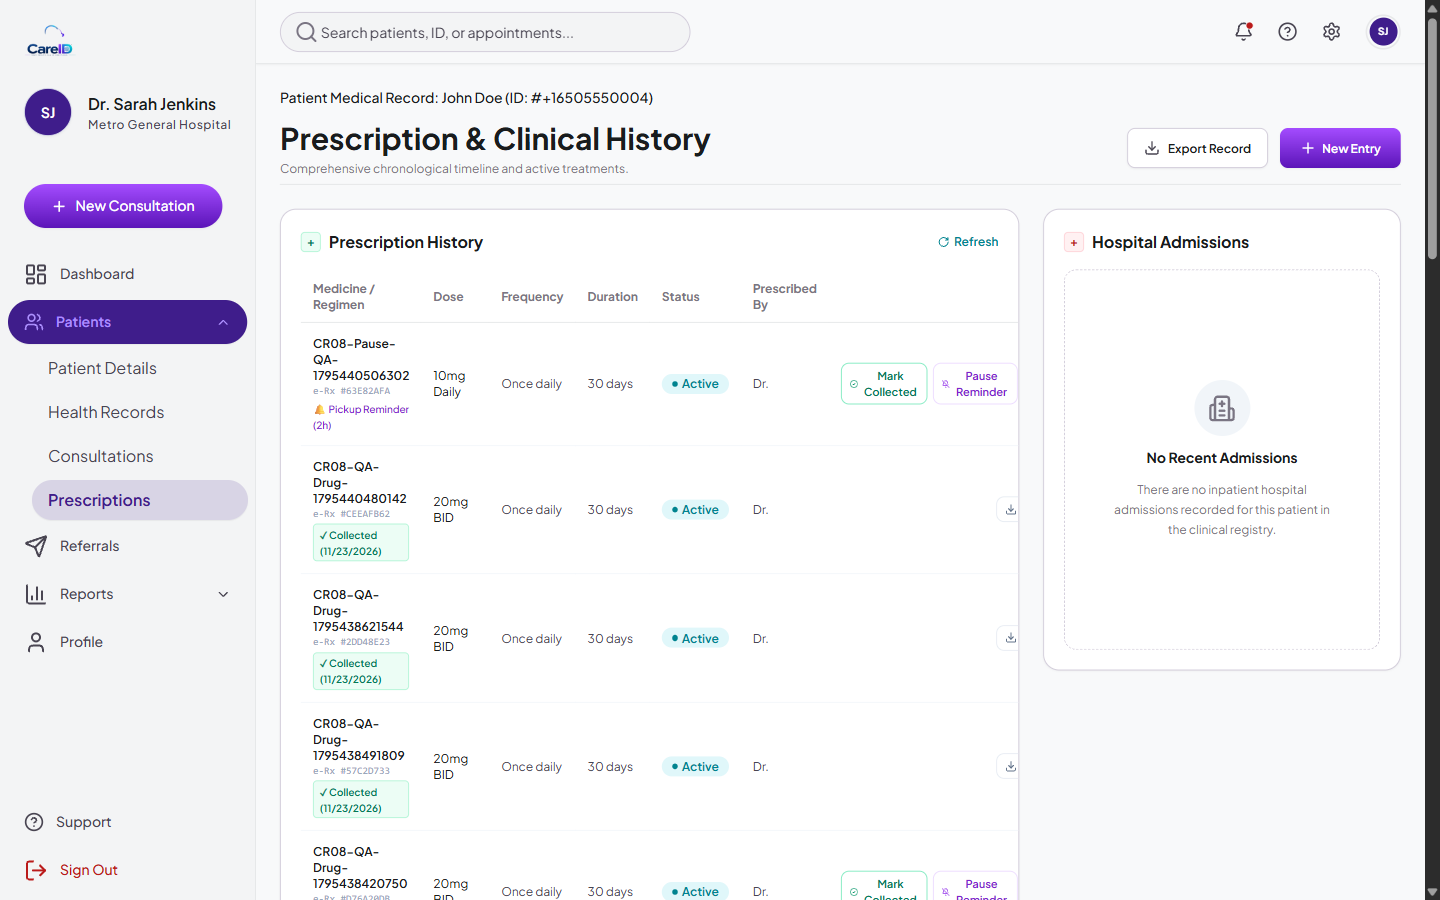 CareID
SJ
Dr. Sarah Jenkins
Metro General Hospital
+ New Consultation
Dashboard
Patients
Patient Details
Health Records
Consultations
Prescriptions
Referrals
Reports
Profile
Support
Sign Out
Search patients, ID, or appointments...
SJ
Patient Medical Record: John Doe (ID: #+16505550004)
Prescription & Clinical History
Comprehensive chronological timeline and active treatments.
Export Record
+ New Entry
+ Prescription History
Refresh
Medicine /
Regimen
Dose
Frequency
Duration
Status
Prescribed
By
CR08-Pause-
QA-
1795440506302
e-Rx #63E82AFA
Pickup Reminder
(2h)
10mg
Daily
Once daily
30 days
Active
Dr.
Mark
Collected
Pause
Reminder
CR08-QA-
Drug-
1795440480142
e-Rx #CEEAFB62
✓ Collected
(11/23/2026)
20mg
BID
Once daily
30 days
Active
Dr.
CR08-QA-
Drug-
1795438621544
e-Rx #2DD48E23
✓ Collected
(11/23/2026)
20mg
BID
Once daily
30 days
Active
Dr.
CR08-QA-
Drug-
1795438491809
e-Rx #57C2D733
✓ Collected
(11/23/2026)
20mg
BID
Once daily
30 days
Active
Dr.
CR08-QA-
Drug-
1795438420750
e-Rx #D76A20DB
20mg
BID
Once daily
30 days
Active
Dr.
Mark
Collected
Pause
Reminder
+ Hospital Admissions
No Recent Admissions
There are no inpatient hospital
admissions recorded for this patient in
the clinical registry.